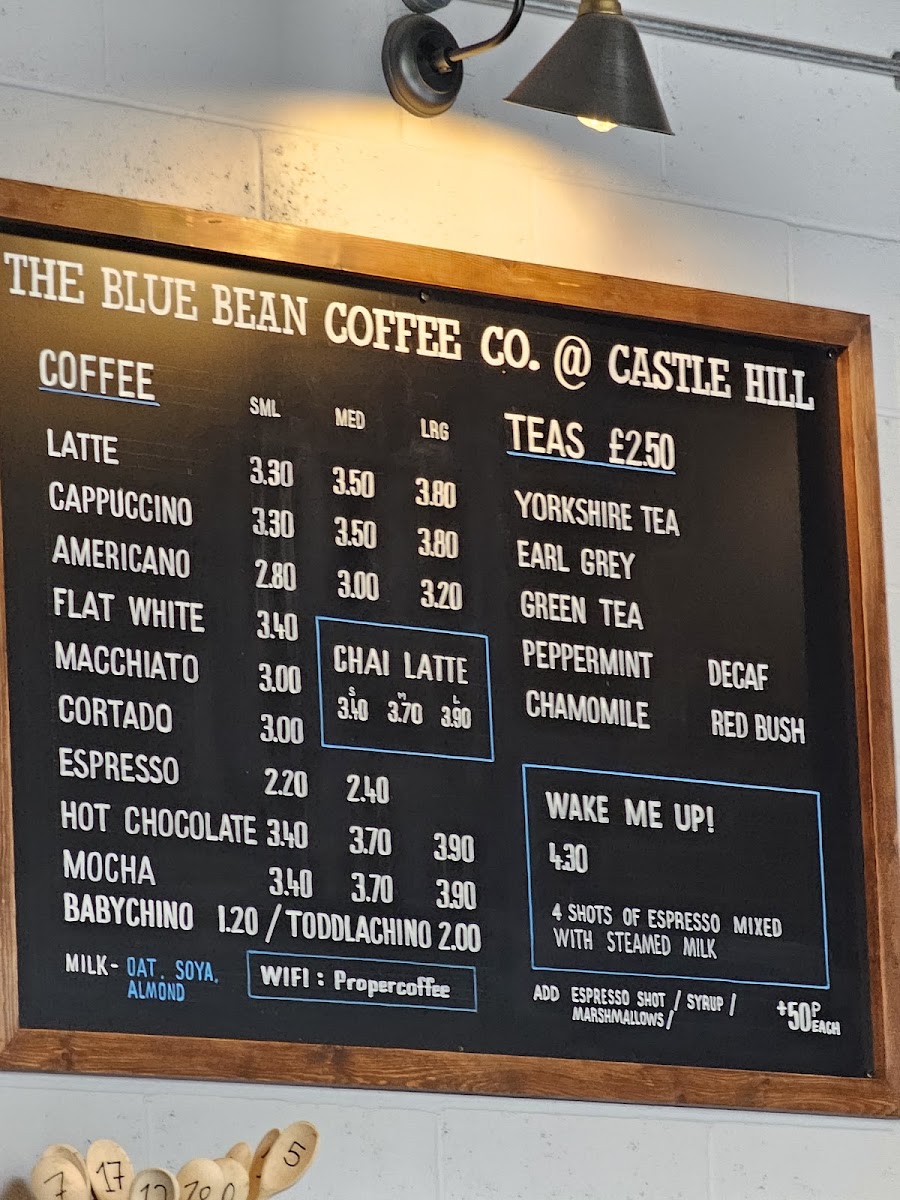 THE BLUE BEAN COFFEE CO. @ CASTLE HILL
COFFEE
SML MED LRG
LATTE 3.30 3.50 3.80
CAPPUCCINO 3.30 3.50 3.80
AMERICANO 2.80 3.00 3.20
FLAT WHITE 3.40
MACCHIATO 3.00
CORTADO 3.00
ESPRESSO 2.20 2.40
HOT CHOCOLATE 3.40 3.70 3.90
MOCHA 3.40 3.70 3.90
BABYCHINO 1.20 / TODDLACHINO 2.00
MILK- OAT. SOYA,
ALMOND
WIFI : Propercoffee
CHAI LATTE
S M L
3.40 3.70 3.90
TEAS £2.50
YORKSHIRE TEA
EARL GREY
GREEN TEA
PEPPERMINT DECAF
CHAMOMILE RED BUSH
WAKE ME UP!
4.30
4 SHOTS OF ESPRESSO MIXED
WITH STEAMED MILK
ADD ESPRESSO SHOT / SYRUP /
MARSHMALLOWS/
+50P EACH
7 17 5